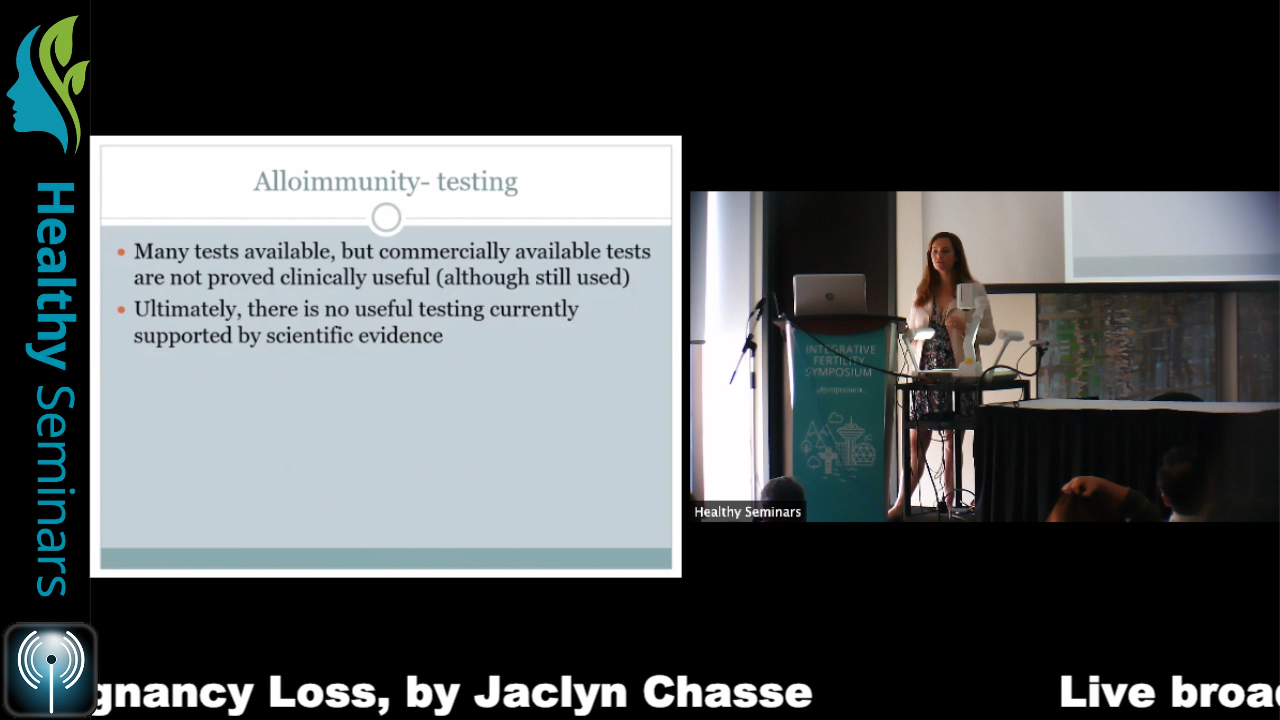 Healthy Seminars
Alloimmunity- testing
• Many tests available, but commercially available tests
are not proved clinically useful (although still used)
• Ultimately, there is no useful testing currently
supported by scientific evidence
INTEGRATIVE
FERTILITY
SYMPOSIUM
Healthy Seminars
gnancy Loss, by Jaclyn Chasse
Live broad